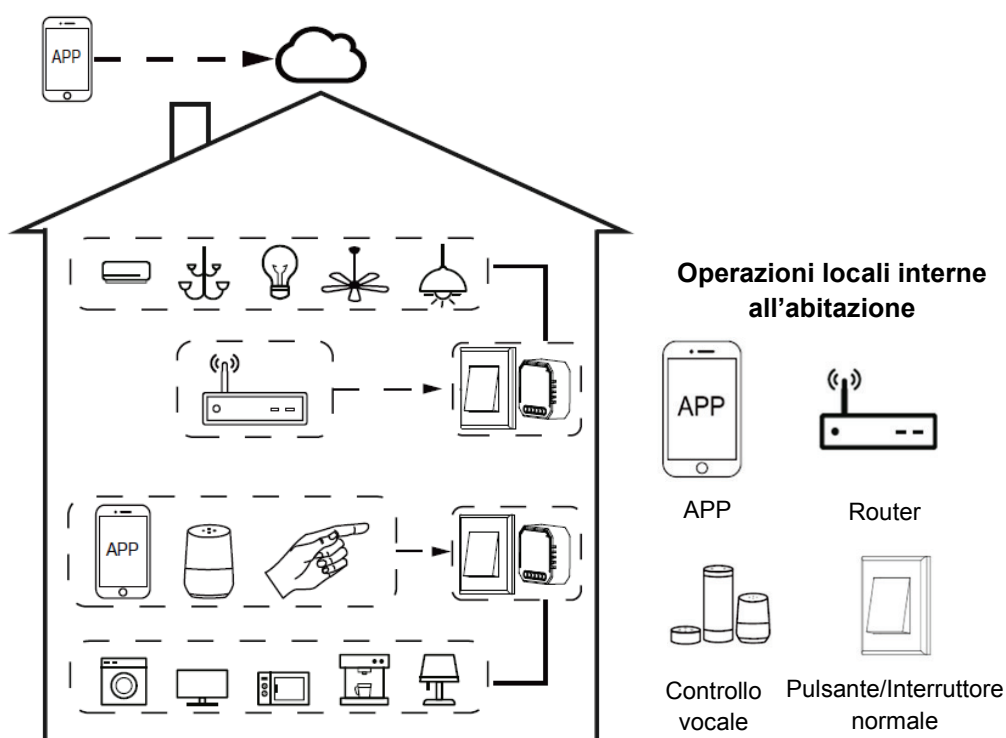 APP
APP
Operazioni locali interne
all’abitazione
APP
APP
Router
Controllo
vocale
Pulsante/Interruttore
normale